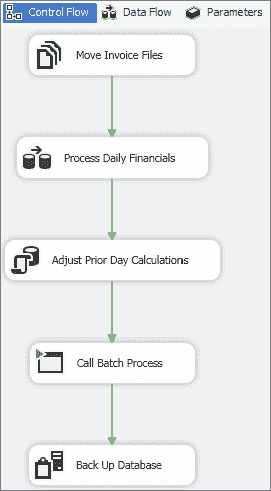 Control Flow
Data Flow
Parameters
Move Invoice Files
Process Daily Financials
Adjust Prior Day Calculations
Call Batch Process
Back Up Database